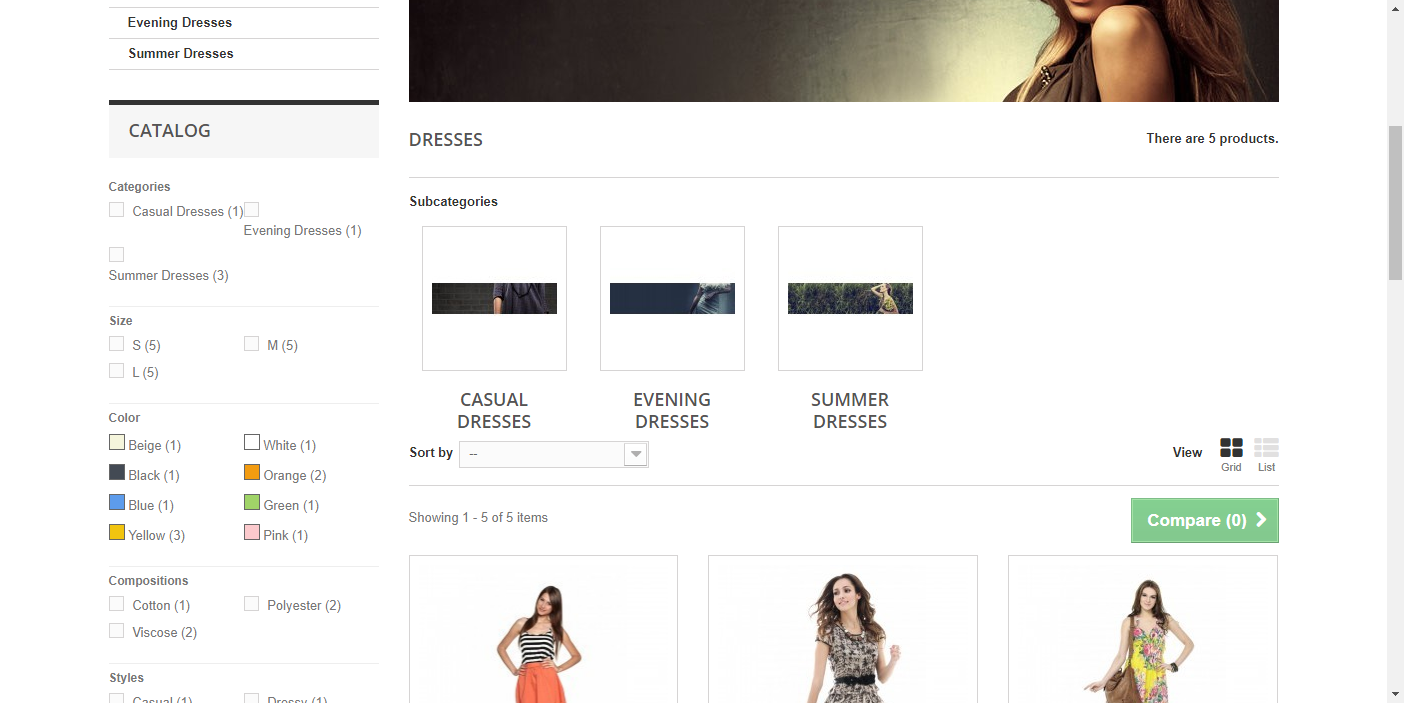 Evening Dresses
Summer Dresses
CATALOG
Categories
Casual Dresses (1)
Evening Dresses (1)
Summer Dresses (3)
Size
S (5)
M (5)
L (5)
Color
Beige (1)
White (1)
Black (1)
Orange (2)
Blue (1)
Green (1)
Yellow (3)
Pink (1)
Compositions
Cotton (1)
Polyester (2)
Viscose (2)
Styles
Casual (1)
Dressy (1)
DRESSES
There are 5 products.
Subcategories
CASUAL
DRESSES
EVENING
DRESSES
SUMMER
DRESSES
Sort by
--
View
Grid
List
Showing 1 - 5 of 5 items
Compare (0)